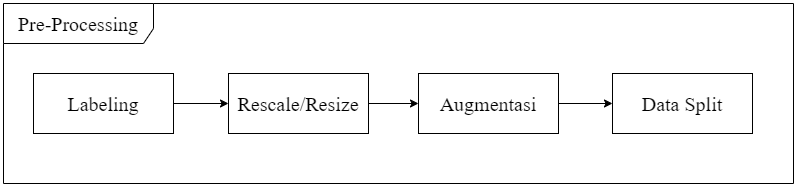 Pre-Processing
Labeling
Rescale/Resize
Augmentasi
Data Split